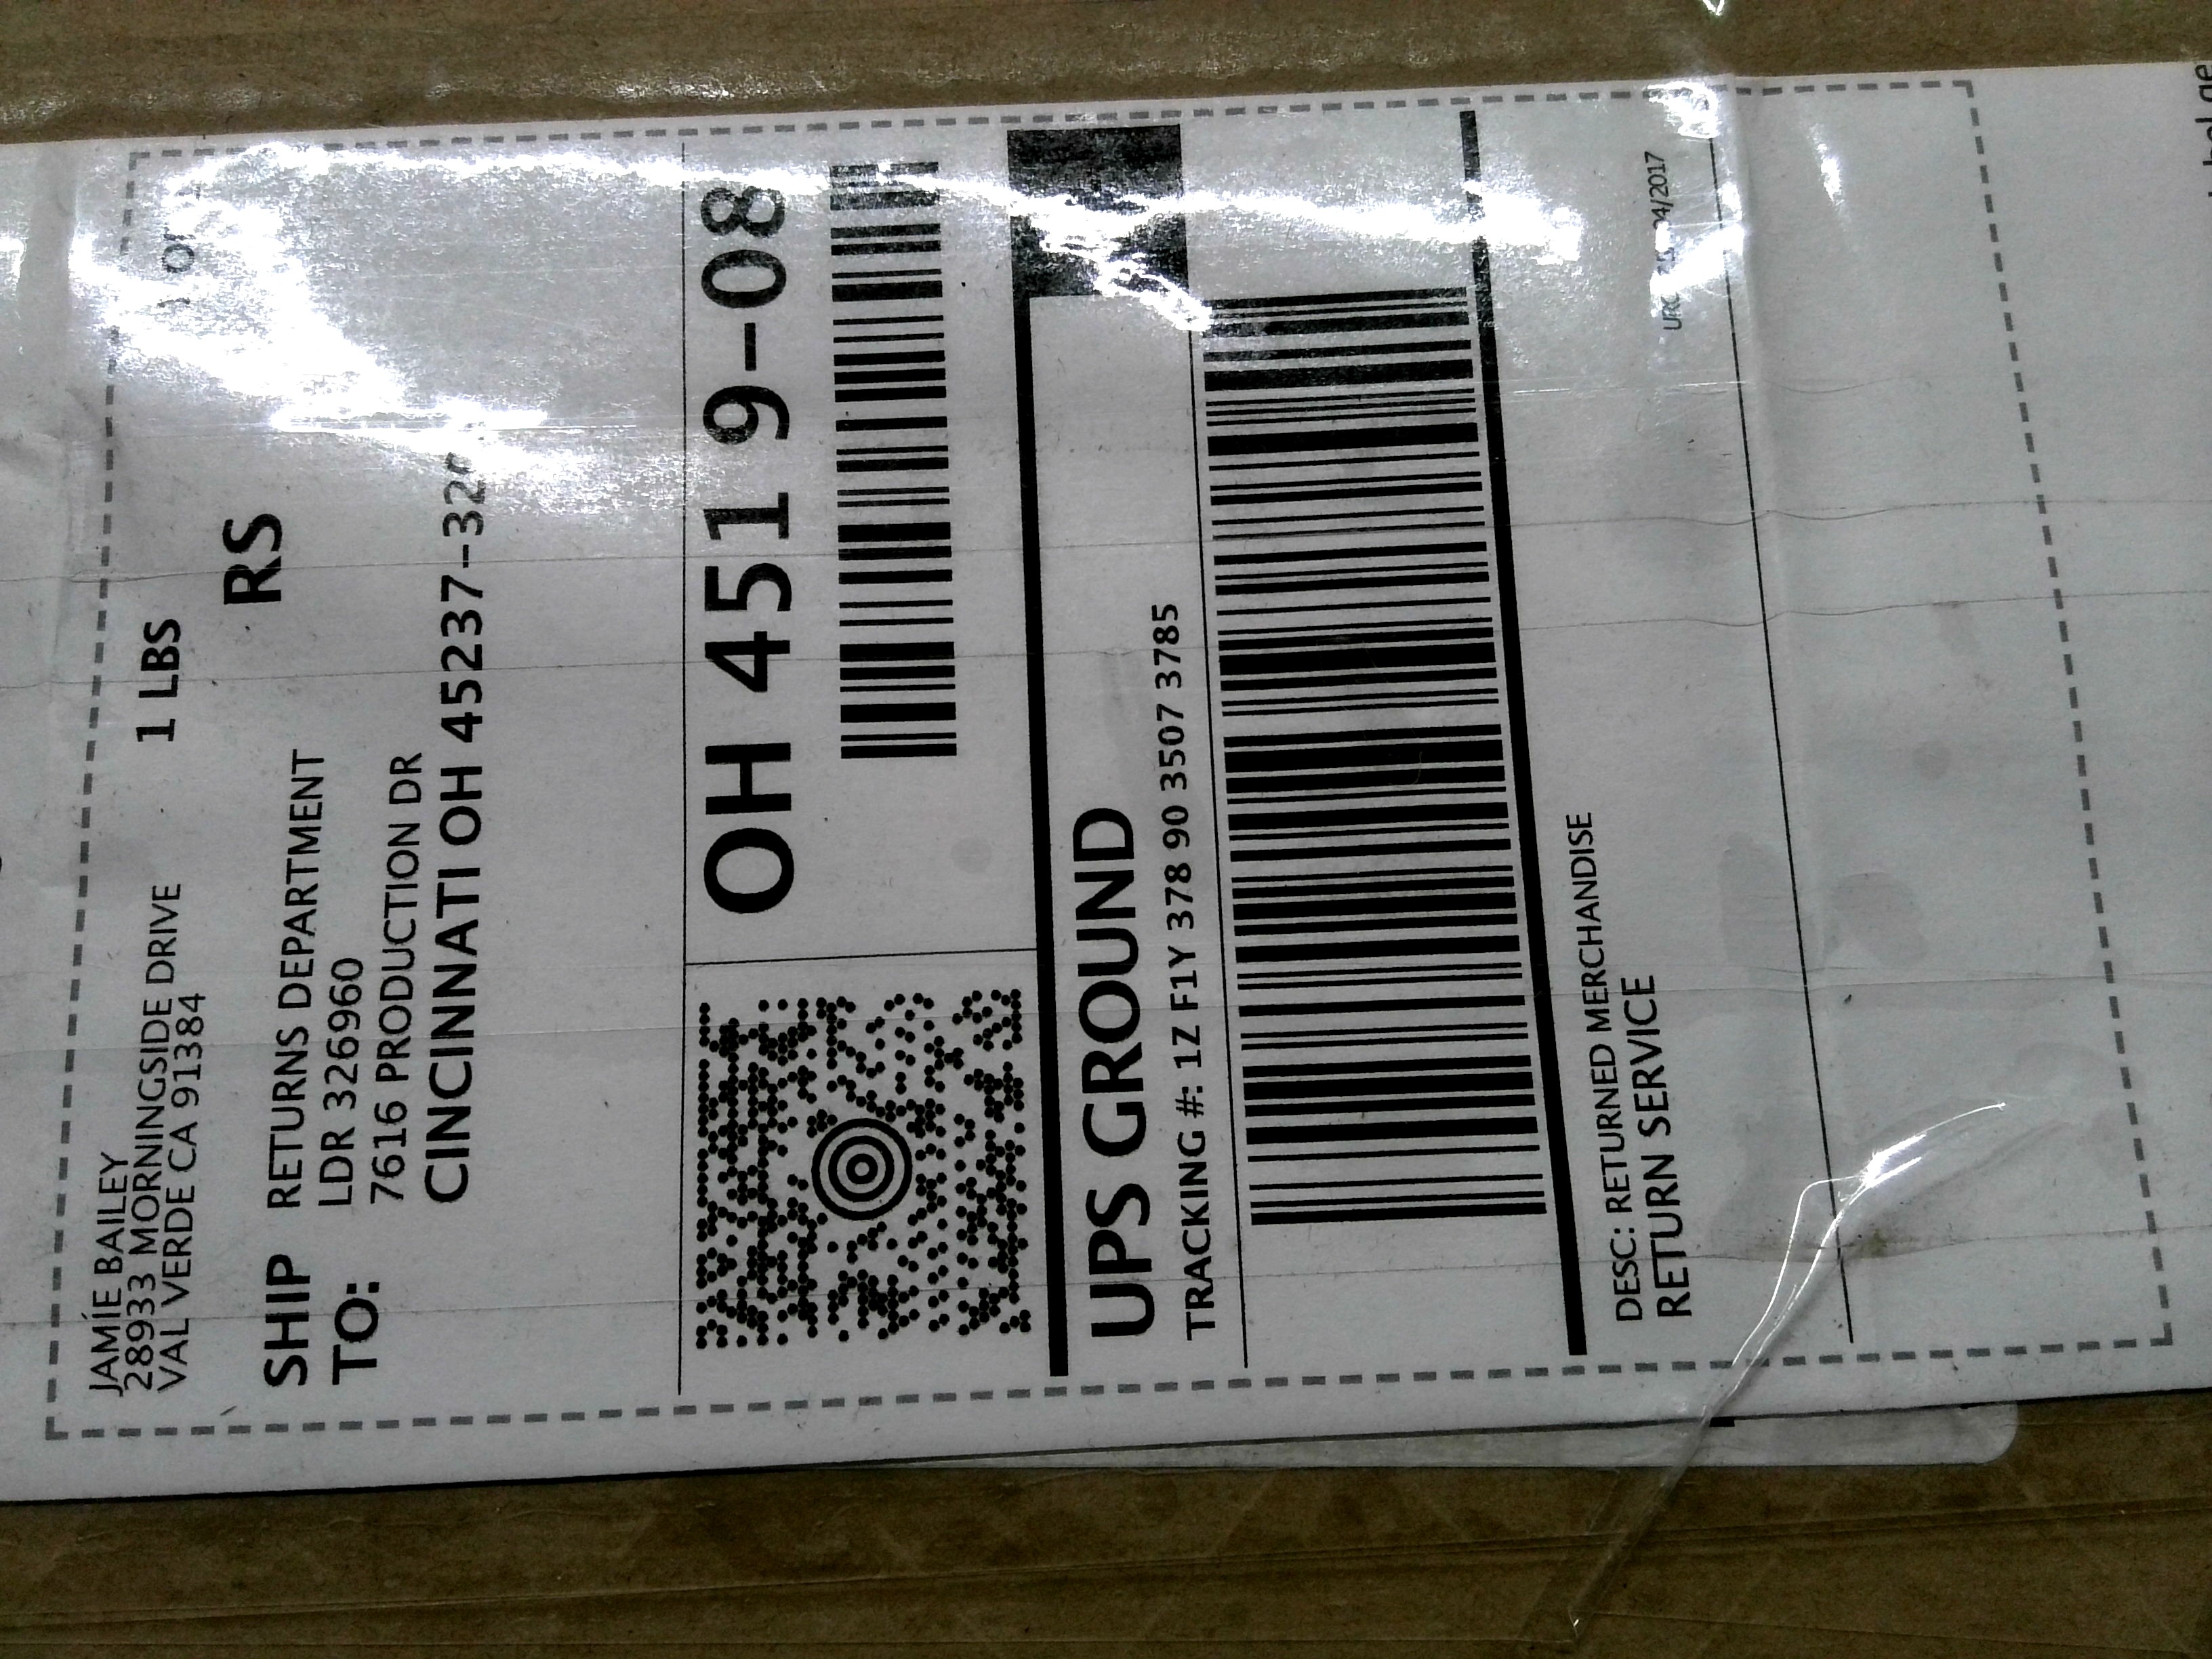 JAMIE BAILEY
28933 MORNINGSIDE DRIVE
VAL VERDE CA 91384
1 LBS
RS
SHIP TO:
RETURNS DEPARTMENT
LDR 326960
7616 PRODUCTION DR
CINCINNATI OH 45237-32
OH 451 9-08
UPS GROUND
TRACKING #: 1Z F1Y 378 90 3507 3785
DESC: RETURNED MERCHANDISE
RETURN SERVICE